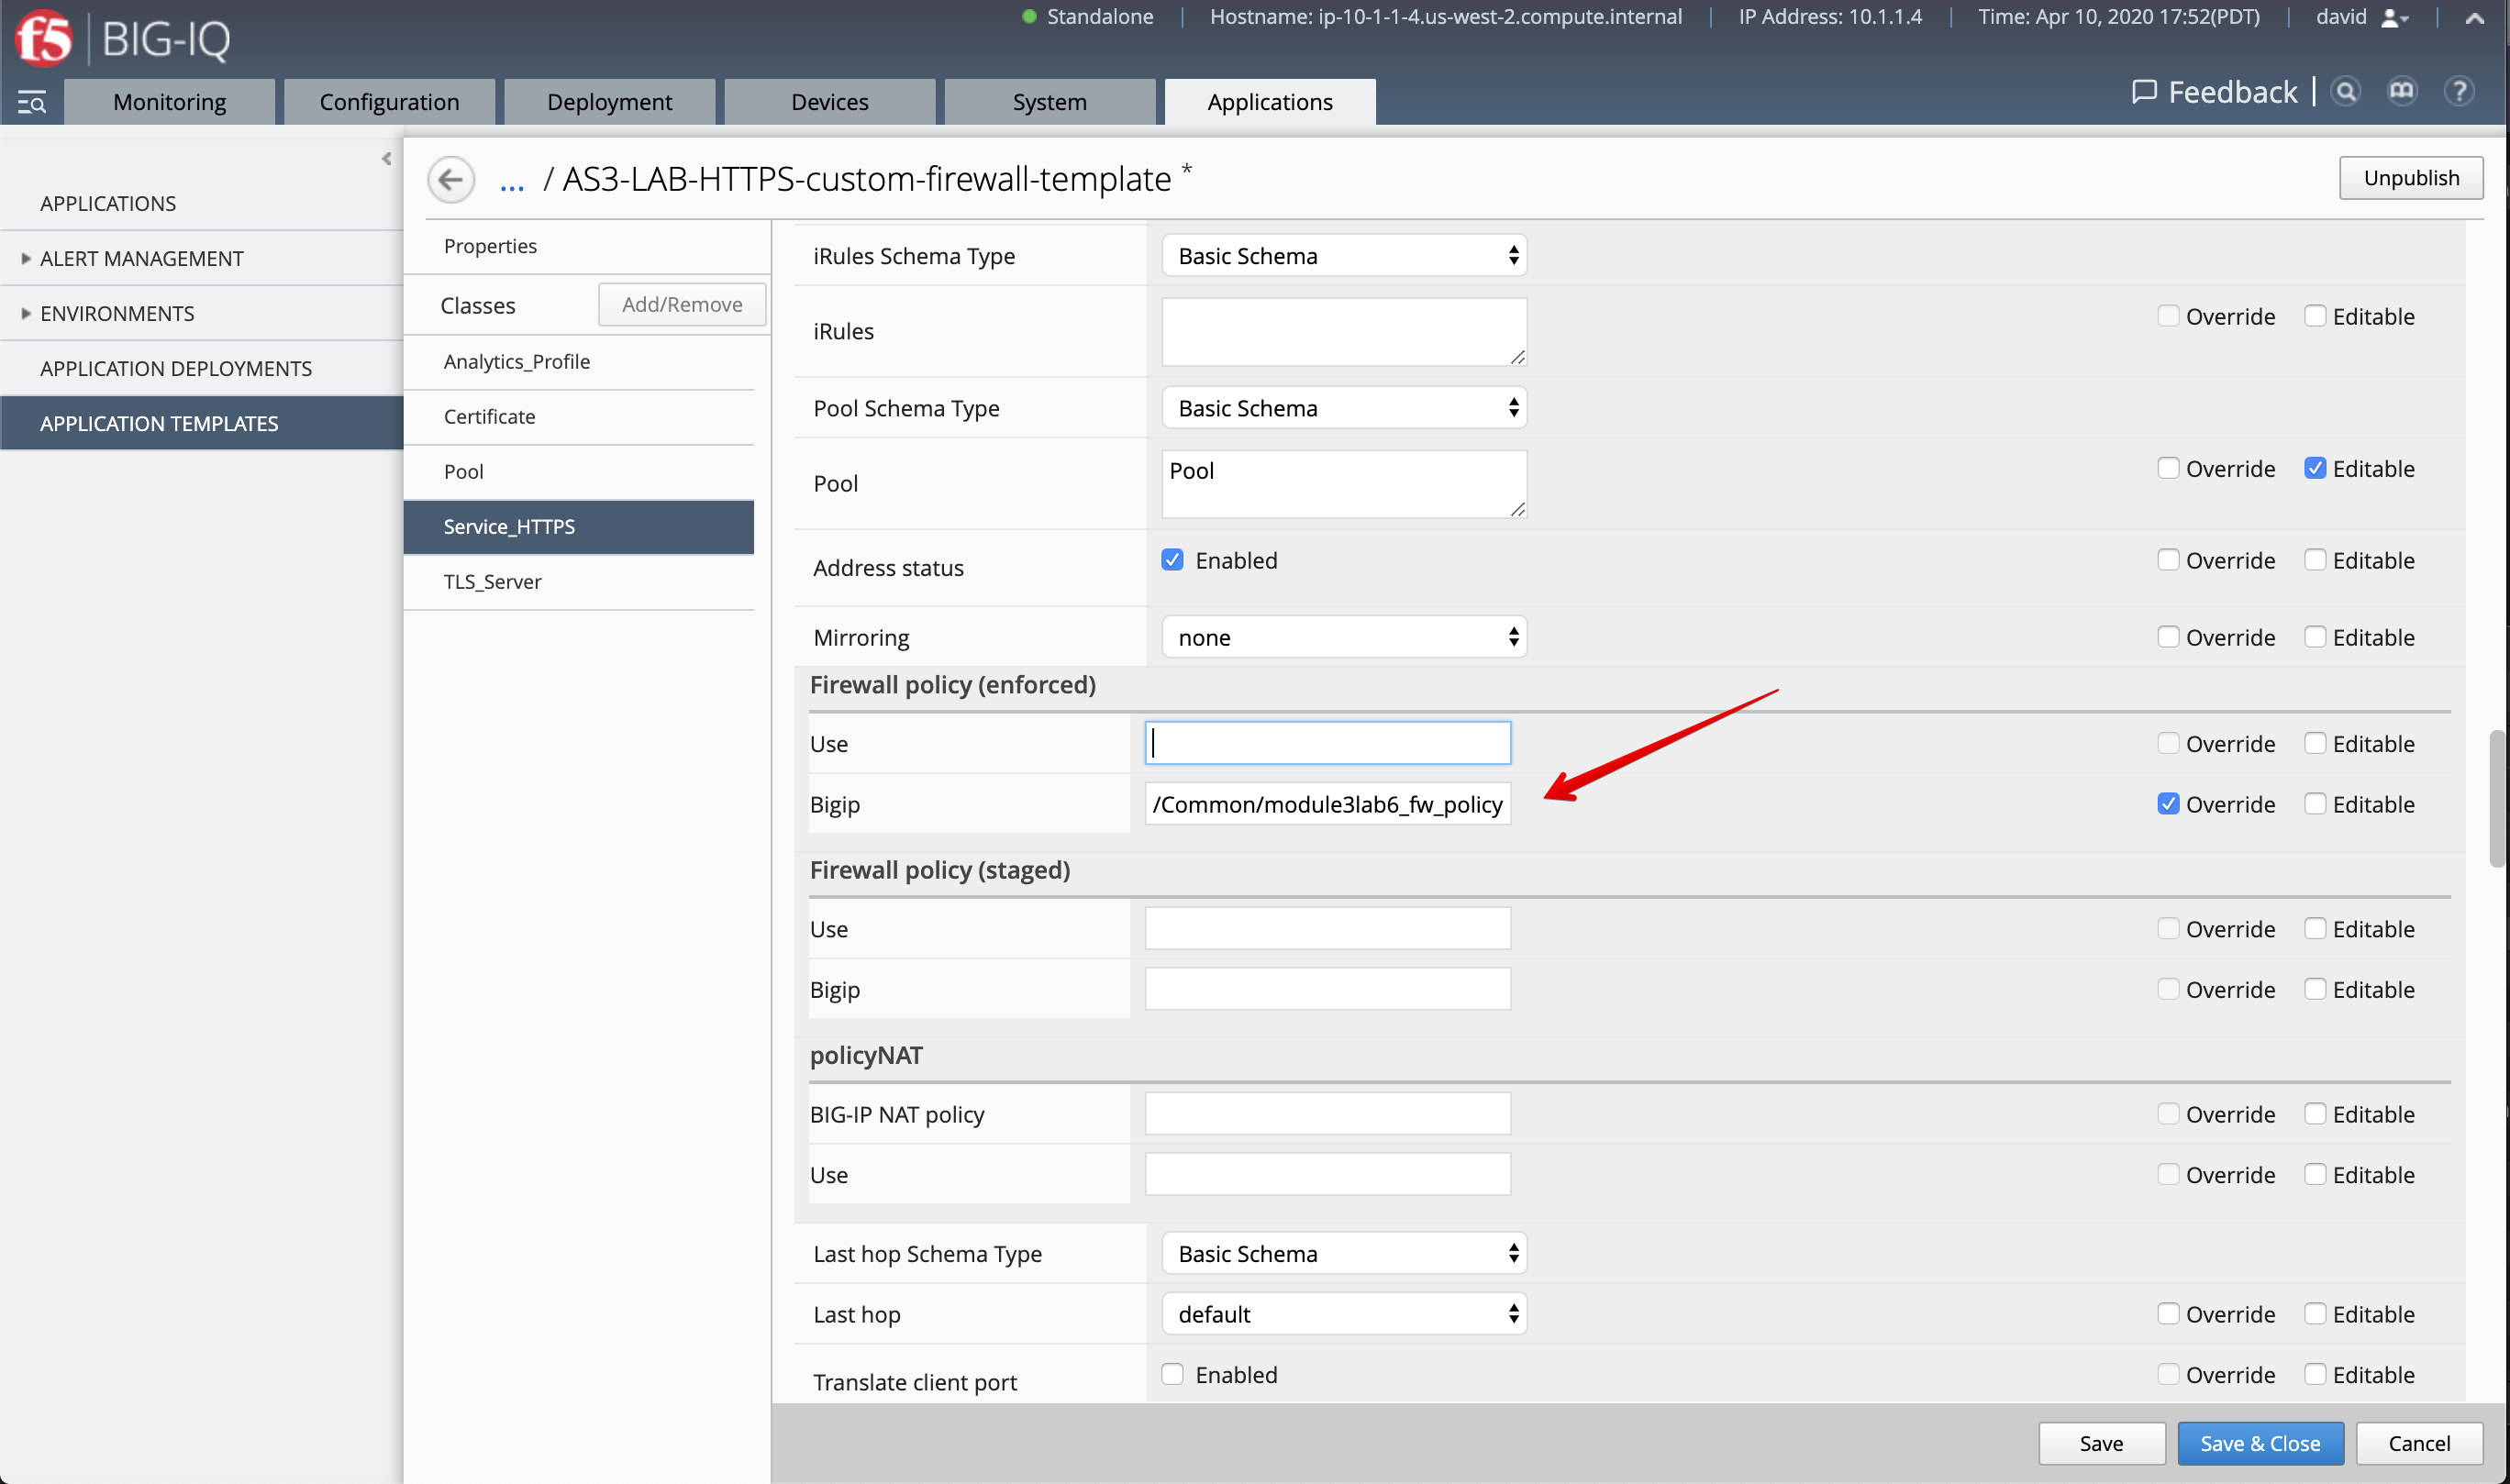 f5 BIG-IQ
Standalone Hostname: ip-10-1-1-4.us-west-2.compute.internal IP Address: 10.1.1.4 Time: Apr 10, 2020 17:52(PDT) david
Monitoring Configuration Deployment Devices System Applications Feedback ?
APPLICATIONS
ALERT MANAGEMENT
ENVIRONMENTS
APPLICATION DEPLOYMENTS
APPLICATION TEMPLATES
... / AS3-LAB-HTTPS-custom-firewall-template * Unpublish
Properties
Classes Add/Remove
Analytics_Profile
Certificate
Pool
Service_HTTPS
TLS_Server
iRules Schema Type Basic Schema
iRules Override Editable
Pool Schema Type Basic Schema
Pool Pool Override Editable
Address status Enabled Override Editable
Mirroring none Override Editable
Firewall policy (enforced)
Use Override Editable
Bigip /Common/module3lab6_fw_policy Override Editable
Firewall policy (staged)
Use Override Editable
Bigip Override Editable
policyNAT
BIG-IP NAT policy Override Editable
Use Override Editable
Last hop Schema Type Basic Schema
Last hop default Override Editable
Translate client port Enabled Override Editable
Save Save & Close Cancel